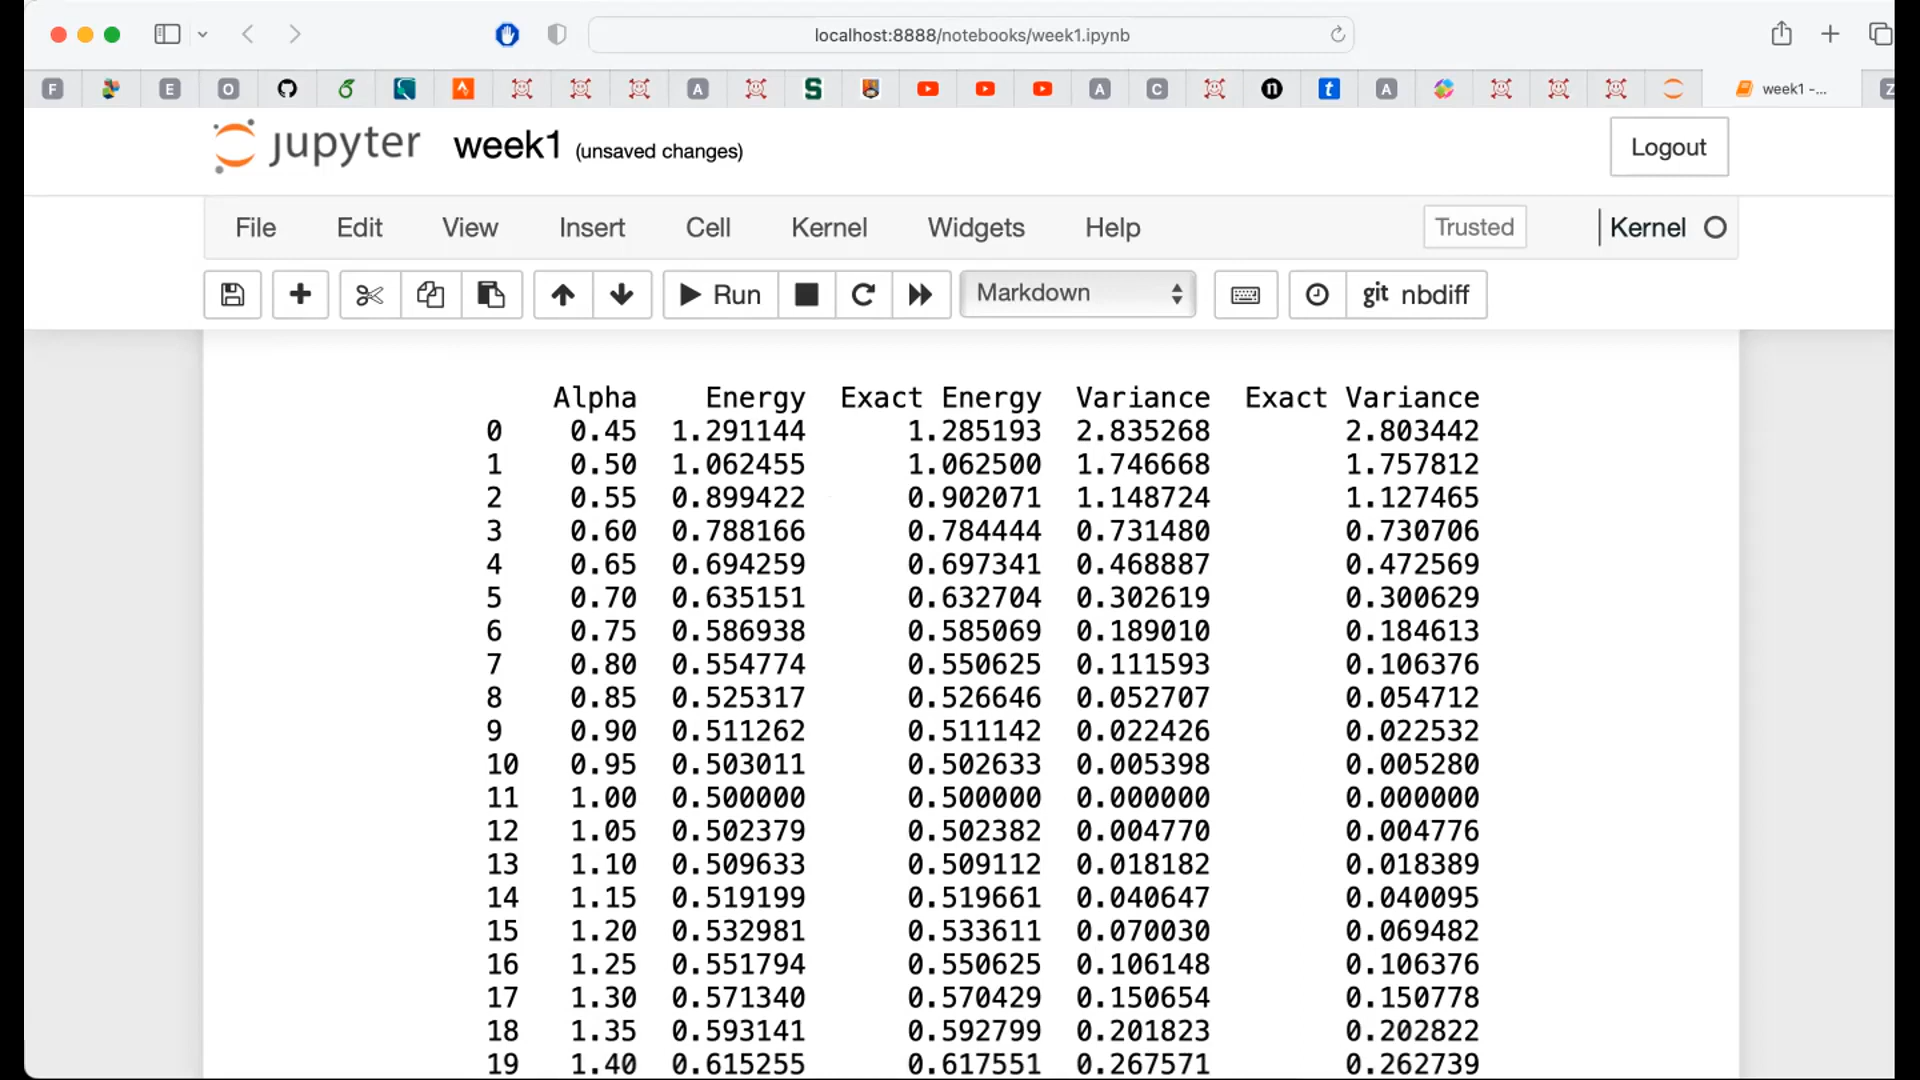 localhost:8888/notebooks/week1.ipynb
F E O A S A C n t A week1 -... Z
jupyter week1 (unsaved changes) Logout
File Edit View Insert Cell Kernel Widgets Help Trusted Kernel
Run Markdown git nbdiff
Alpha Energy Exact Energy Variance Exact Variance
0 0.45 1.291144 1.285193 2.835268 2.803442
1 0.50 1.062455 1.062500 1.746668 1.757812
2 0.55 0.899422 0.902071 1.148724 1.127465
3 0.60 0.788166 0.784444 0.731480 0.730706
4 0.65 0.694259 0.697341 0.468887 0.472569
5 0.70 0.635151 0.632704 0.302619 0.300629
6 0.75 0.586938 0.585069 0.189010 0.184613
7 0.80 0.554774 0.550625 0.111593 0.106376
8 0.85 0.525317 0.526646 0.052707 0.054712
9 0.90 0.511262 0.511142 0.022426 0.022532
10 0.95 0.503011 0.502633 0.005398 0.005280
11 1.00 0.500000 0.500000 0.000000 0.000000
12 1.05 0.502379 0.502382 0.004770 0.004776
13 1.10 0.509633 0.509112 0.018182 0.018389
14 1.15 0.519199 0.519661 0.040647 0.040095
15 1.20 0.532981 0.533611 0.070030 0.069482
16 1.25 0.551794 0.550625 0.106148 0.106376
17 1.30 0.571340 0.570429 0.150654 0.150778
18 1.35 0.593141 0.592799 0.201823 0.202822
19 1.40 0.615255 0.617551 0.267571 0.262739